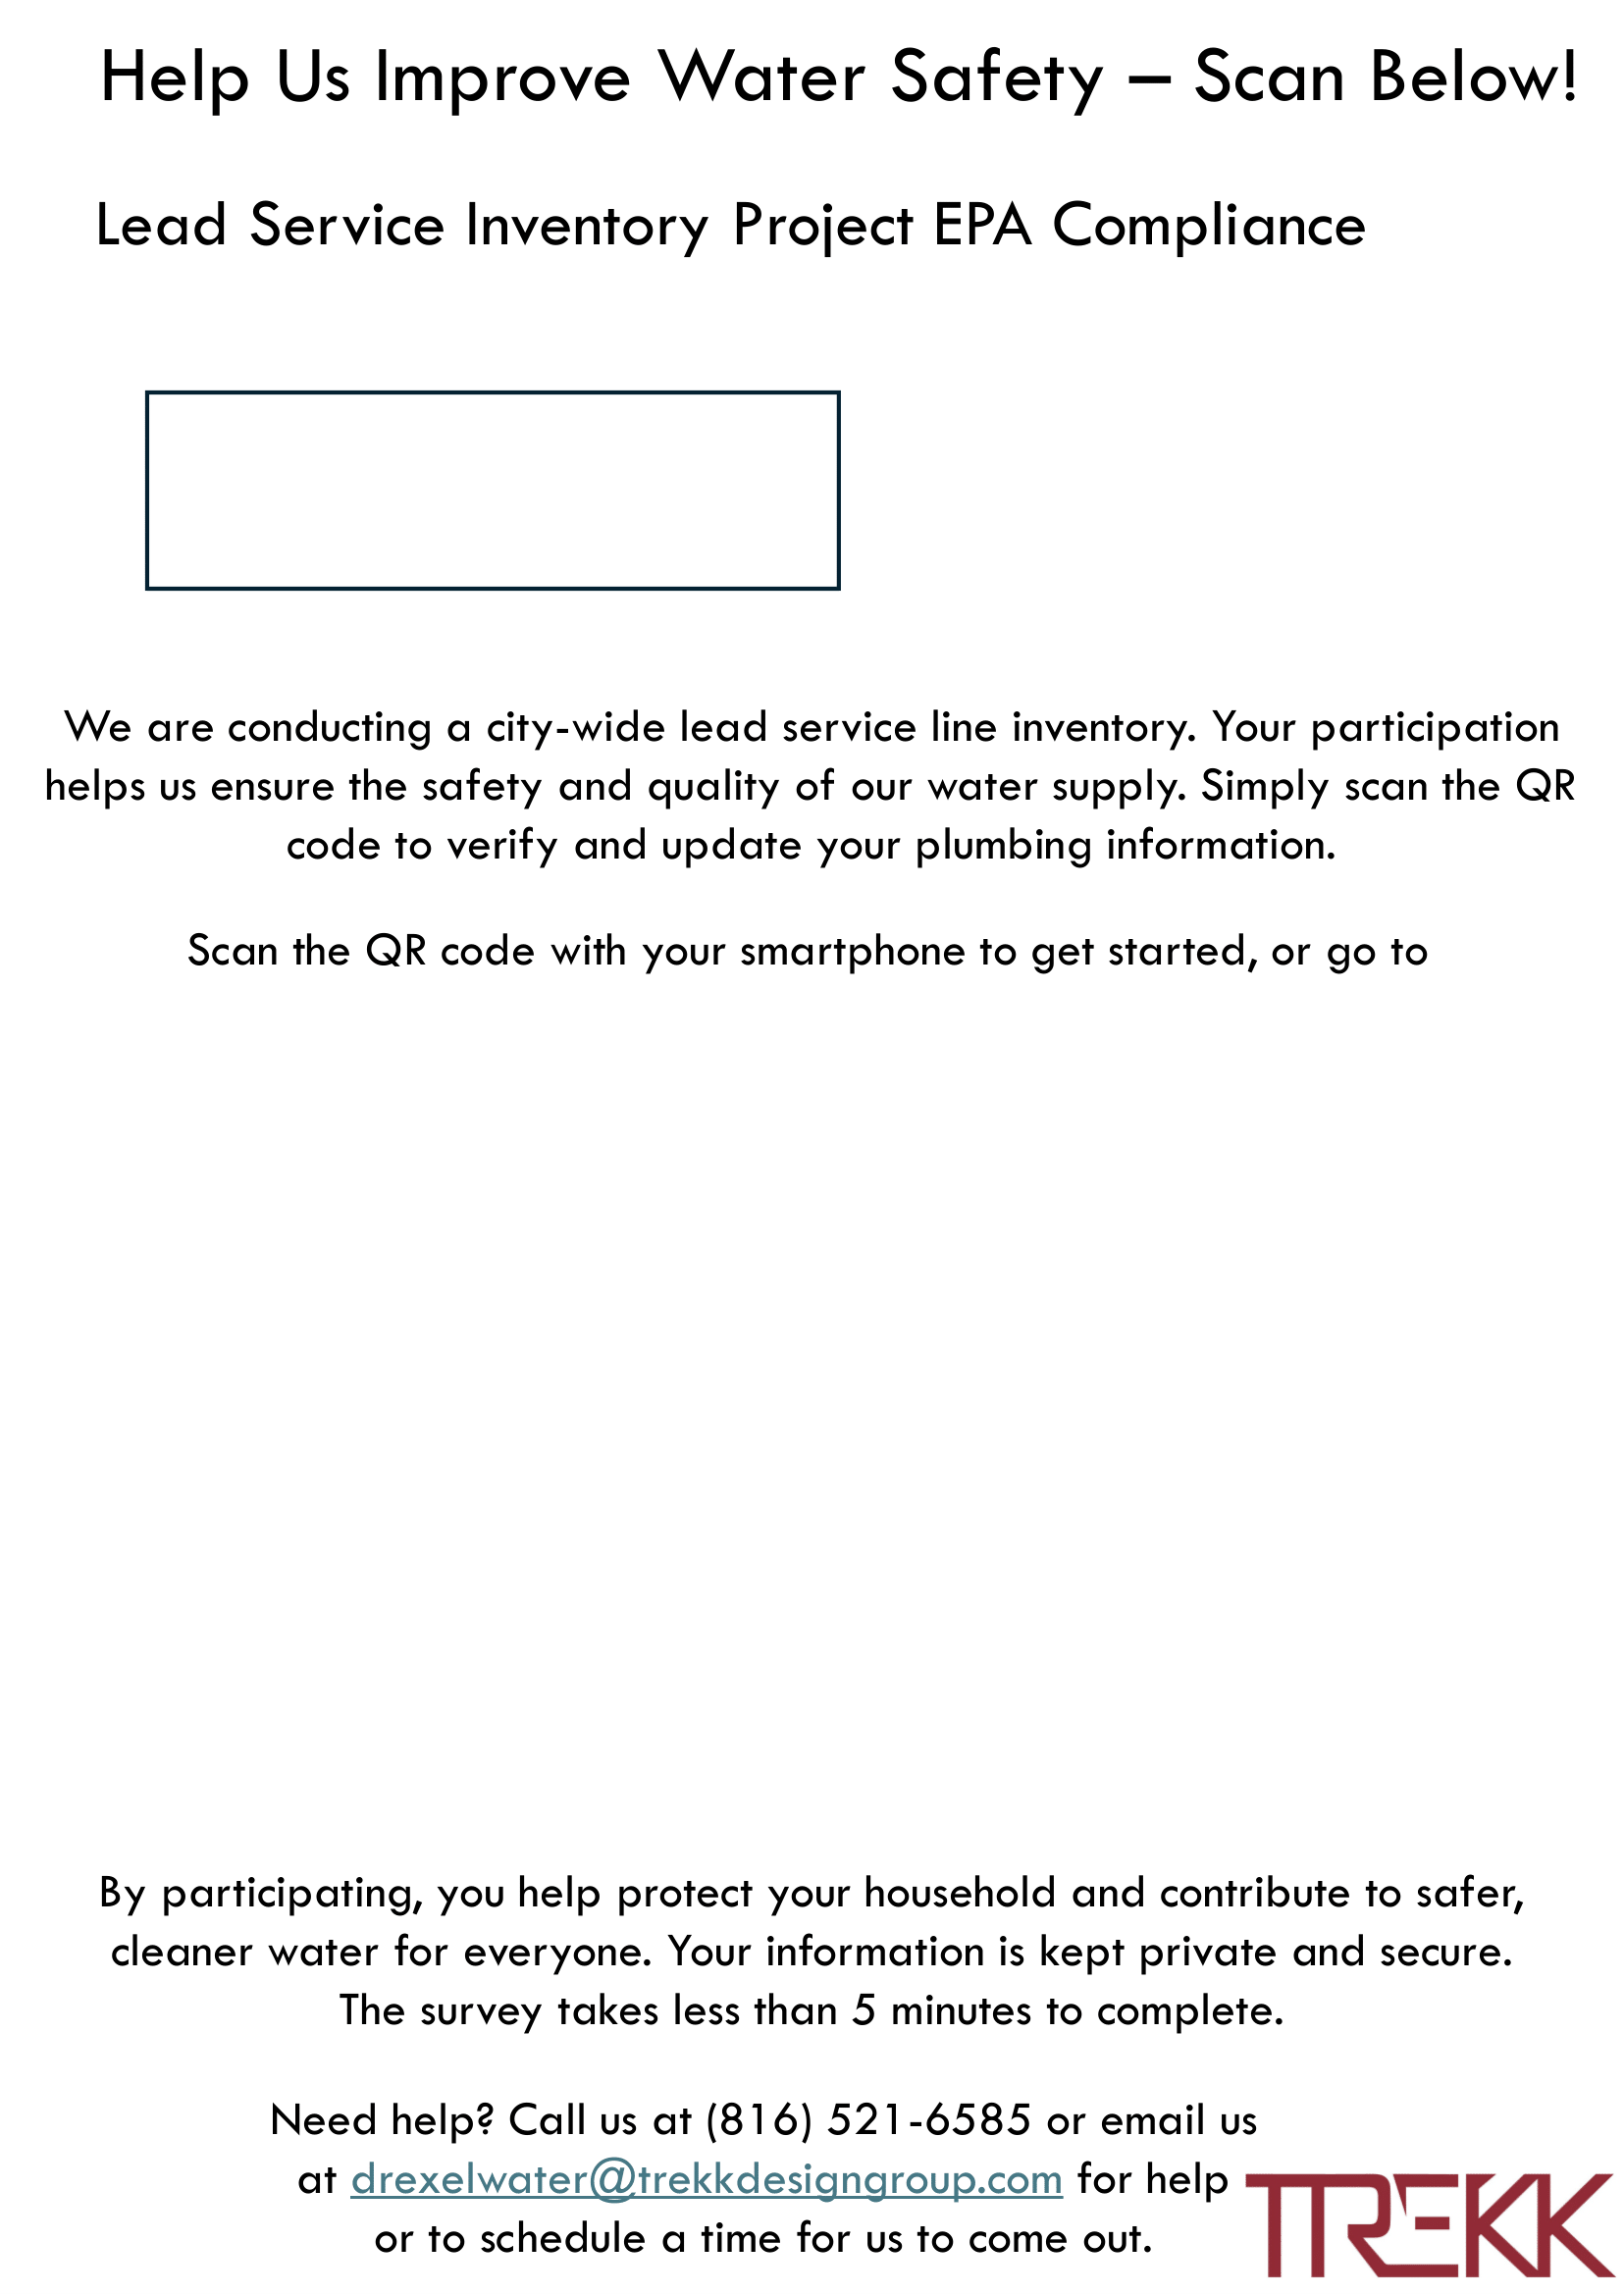 Help Us Improve Water Safety – Scan Below!
Lead Service Inventory Project EPA Compliance
We are conducting a city-wide lead service line inventory. Your participation
helps us ensure the safety and quality of our water supply. Simply scan the QR
code to verify and update your plumbing information.
Scan the QR code with your smartphone to get started, or go to
By participating, you help protect your household and contribute to safer,
cleaner water for everyone. Your information is kept private and secure.
The survey takes less than 5 minutes to complete.
Need help? Call us at (816) 521-6585 or email us
at drexelwater@trekkdesigngroup.com for help
or to schedule a time for us to come out.
TREKK